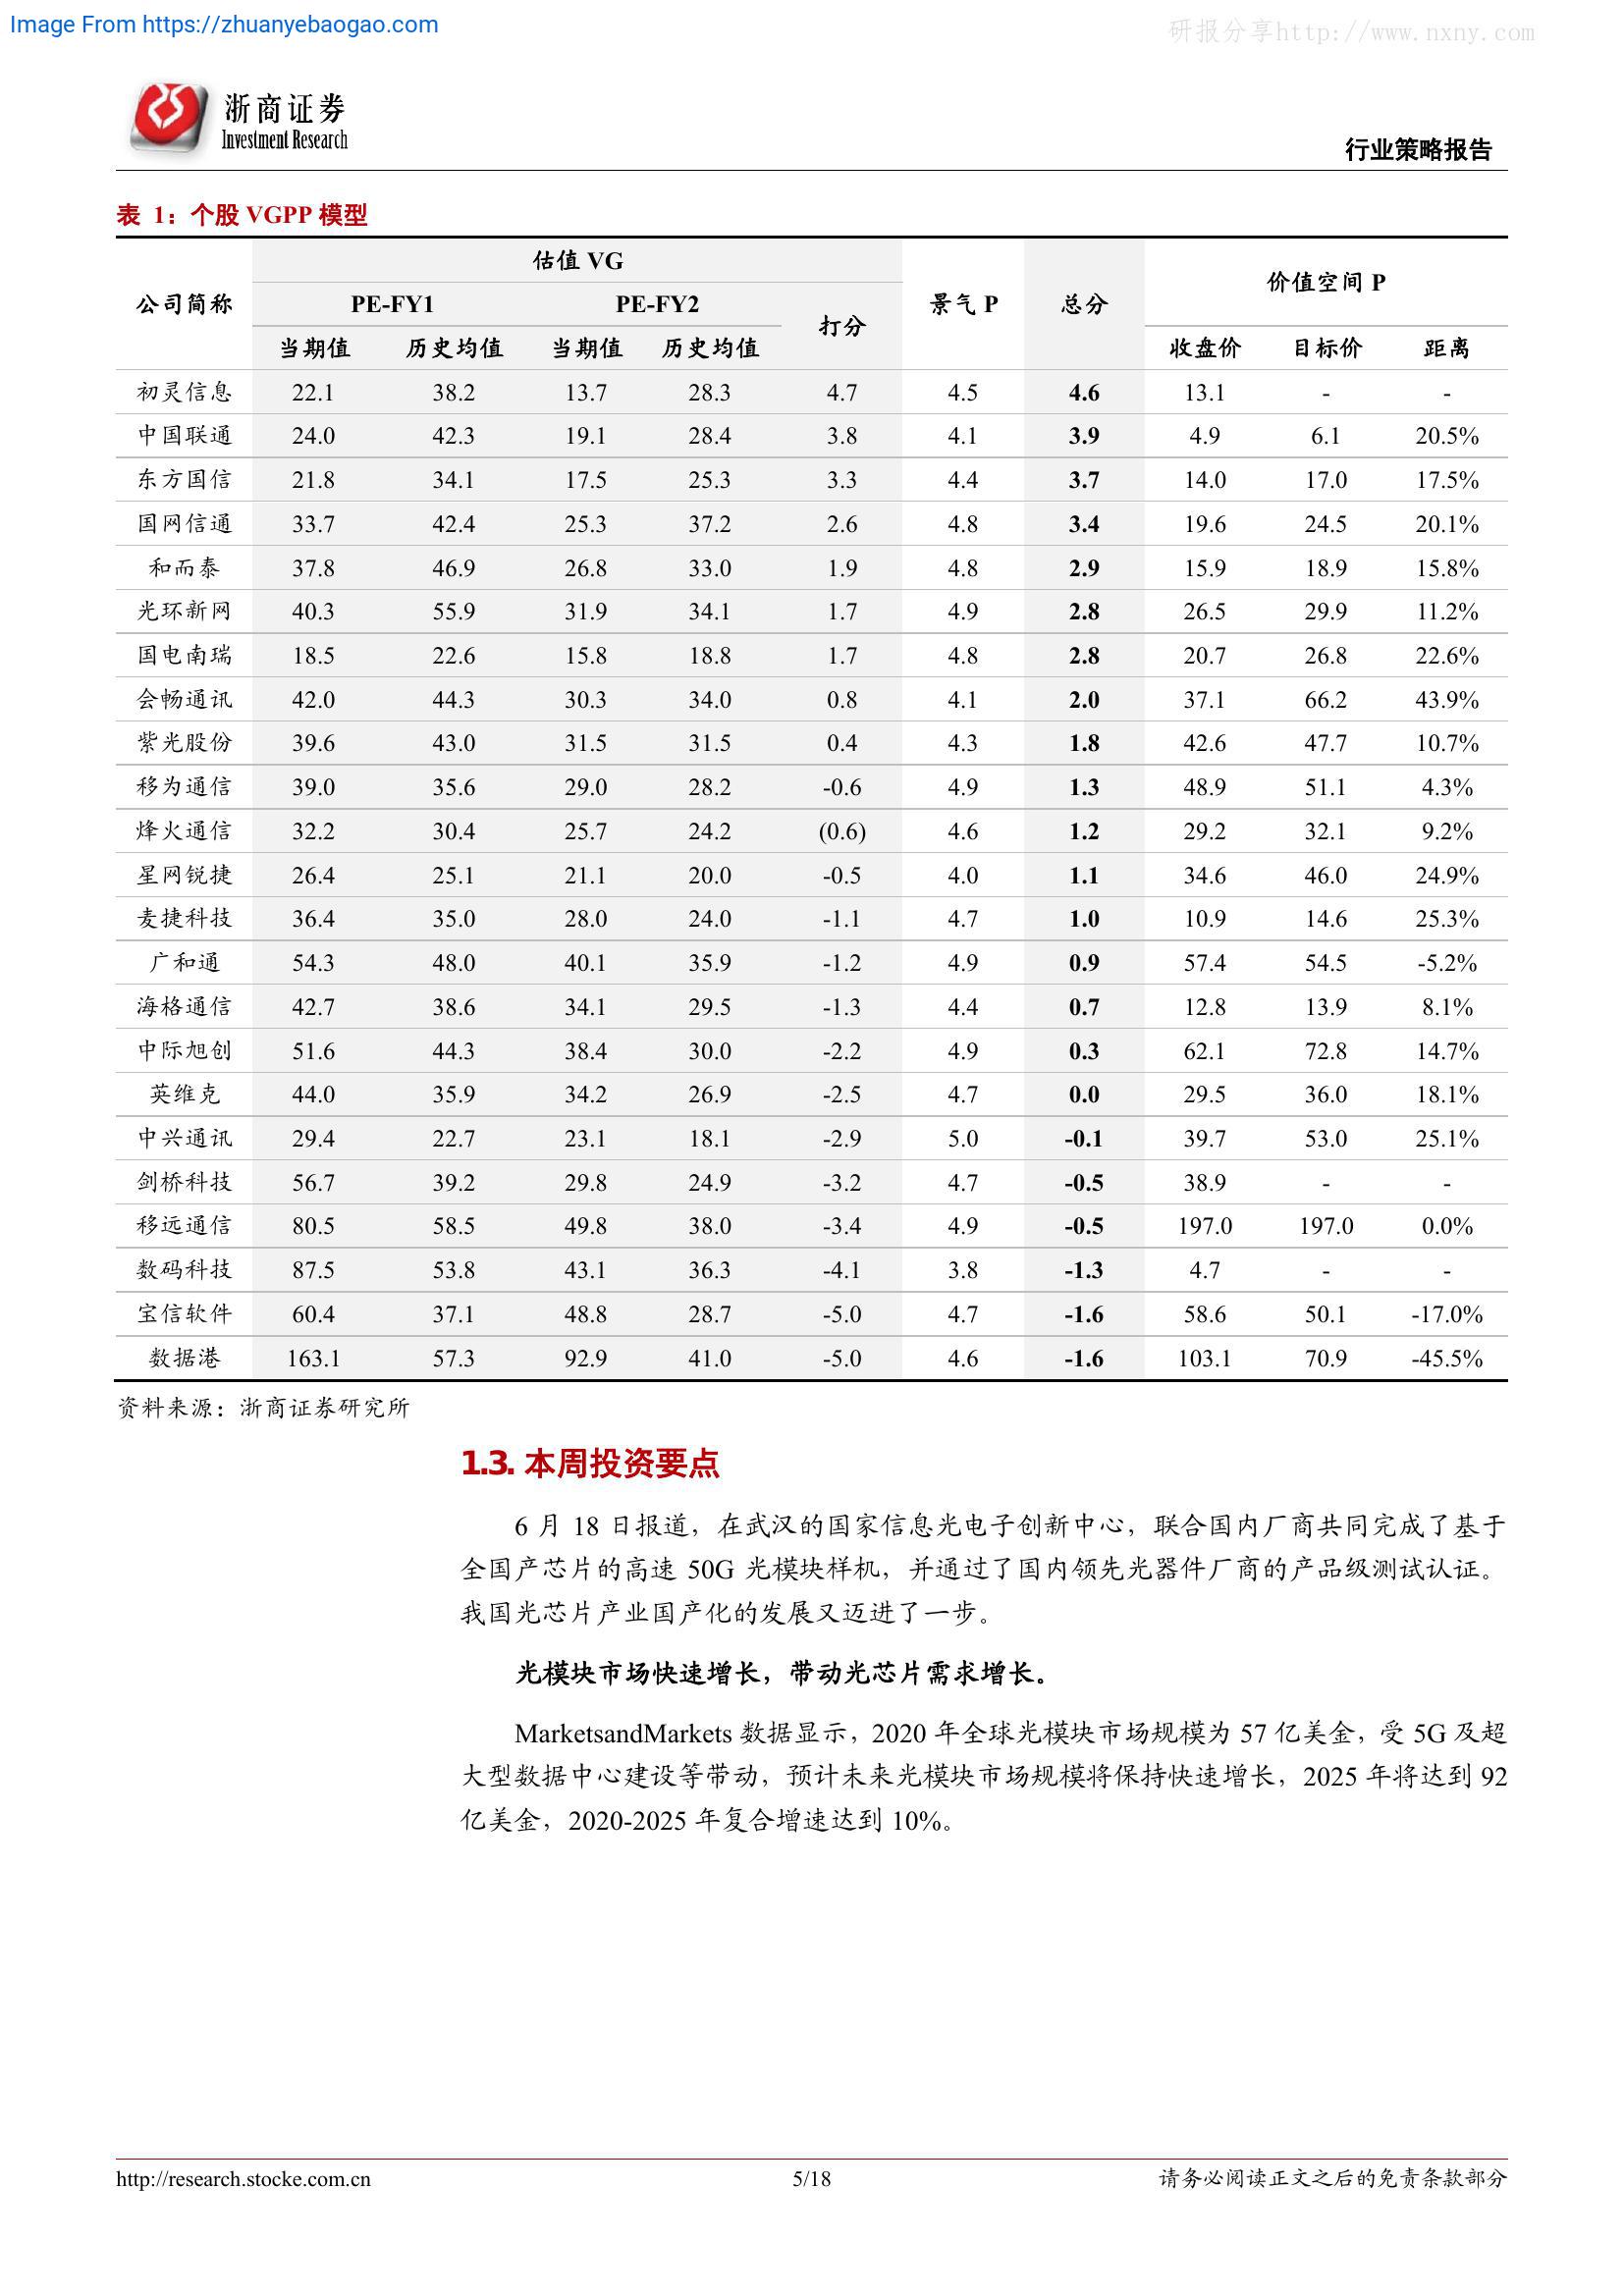 Image From https://zhuanyebaogao.com
研报分享http://www.nxny.com
浙商证券
Investment Research
行业策略报告
表 1：个股 VGPP 模型
公司简称 估值 VG 景气 P 总分 价值空间 P
PE-FY1 PE-FY2 打分
当期值 历史均值 当期值 历史均值 收盘价 目标价 距离
初灵信息 22.1 38.2 13.7 28.3 4.7 4.5 4.6 13.1 - -
中国联通 24.0 42.3 19.1 28.4 3.8 4.1 3.9 4.9 6.1 20.5%
东方国信 21.8 34.1 17.5 25.3 3.3 4.4 3.7 14.0 17.0 17.5%
国网信通 33.7 42.4 25.3 37.2 2.6 4.8 3.4 19.6 24.5 20.1%
和而泰 37.8 46.9 26.8 33.0 1.9 4.8 2.9 15.9 18.9 15.8%
光环新网 40.3 55.9 31.9 34.1 1.7 4.9 2.8 26.5 29.9 11.2%
国电南瑞 18.5 22.6 15.8 18.8 1.7 4.8 2.8 20.7 26.8 22.6%
会畅通讯 42.0 44.3 30.3 34.0 0.8 4.1 2.0 37.1 66.2 43.9%
紫光股份 39.6 43.0 31.5 31.5 0.4 4.3 1.8 42.6 47.7 10.7%
移为通信 39.0 35.6 29.0 28.2 -0.6 4.9 1.3 48.9 51.1 4.3%
烽火通信 32.2 30.4 25.7 24.2 (0.6) 4.6 1.2 29.2 32.1 9.2%
星网锐捷 26.4 25.1 21.1 20.0 -0.5 4.0 1.1 34.6 46.0 24.9%
麦捷科技 36.4 35.0 28.0 24.0 -1.1 4.7 1.0 10.9 14.6 25.3%
广和通 54.3 48.0 40.1 35.9 -1.2 4.9 0.9 57.4 54.5 -5.2%
海格通信 42.7 38.6 34.1 29.5 -1.3 4.4 0.7 12.8 13.9 8.1%
中际旭创 51.6 44.3 38.4 30.0 -2.2 4.9 0.3 62.1 72.8 14.7%
英维克 44.0 35.9 34.2 26.9 -2.5 4.7 0.0 29.5 36.0 18.1%
中兴通讯 29.4 22.7 23.1 18.1 -2.9 5.0 -0.1 39.7 53.0 25.1%
剑桥科技 56.7 39.2 29.8 24.9 -3.2 4.7 -0.5 38.9 - -
移远通信 80.5 58.5 49.8 38.0 -3.4 4.9 -0.5 197.0 197.0 0.0%
数码科技 87.5 53.8 43.1 36.3 -4.1 3.8 -1.3 4.7 - -
宝信软件 60.4 37.1 48.8 28.7 -5.0 4.7 -1.6 58.6 50.1 -17.0%
数据港 163.1 57.3 92.9 41.0 -5.0 4.6 -1.6 103.1 70.9 -45.5%
资料来源：浙商证券研究所
1.3. 本周投资要点
6 月 18 日报道，在武汉的国家信息光电子创新中心，联合国内厂商共同完成了基于
全国产芯片的高速 50G 光模块样机，并通过了国内领先光器件厂商的产品级测试认证。
我国光芯片产业国产化的发展又迈进了一步。
光模块市场快速增长，带动光芯片需求增长。
MarketsandMarkets 数据显示，2020 年全球光模块市场规模为 57 亿美金，受 5G 及超
大型数据中心建设等带动，预计未来光模块市场规模将保持快速增长，2025 年将达到 92
亿美金，2020-2025 年复合增速达到 10%。
http://research.stocke.com.cn 5/18 请务必阅读正文之后的免责条款部分